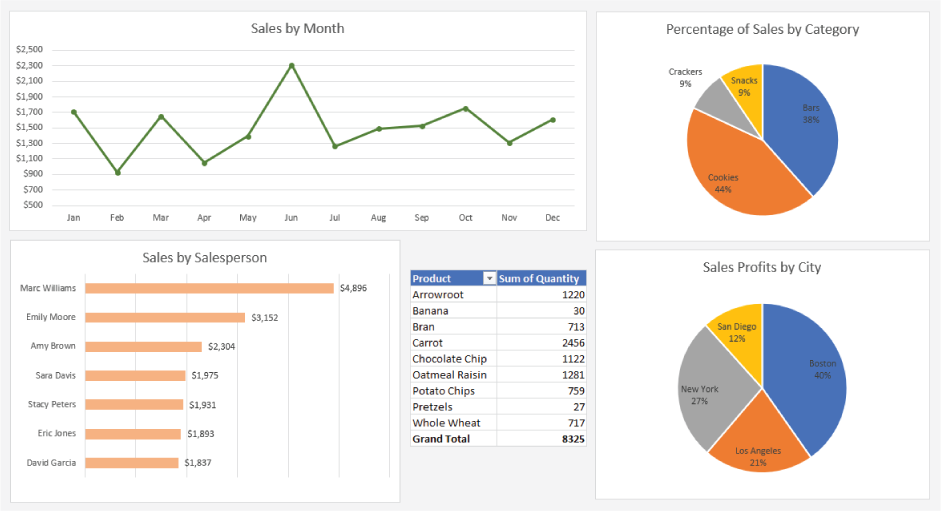 Sales by Month
$2,500
$2,300
$2,100
$1,900
$1,700
$1,500
$1,300
$1,100
$900
$700
$500
Jan Feb Mar Apr May Jun Jul Aug Sep Oct Nov Dec
Percentage of Sales by Category
Crackers
9%
Snacks
9%
Bars
38%
Cookies
44%
Sales by Salesperson
Marc Williams $4,896
Emily Moore $3,152
Amy Brown $2,304
Sara Davis $1,975
Stacy Peters $1,931
Eric Jones $1,893
David Garcia $1,837
Product Sum of Quantity
Arrowroot 1220
Banana 30
Bran 713
Carrot 2456
Chocolate Chip 1122
Oatmeal Raisin 1281
Potato Chips 759
Pretzels 27
Whole Wheat 717
Grand Total 8325
Sales Profits by City
San Diego
12%
Boston
40%
New York
27%
Los Angeles
21%